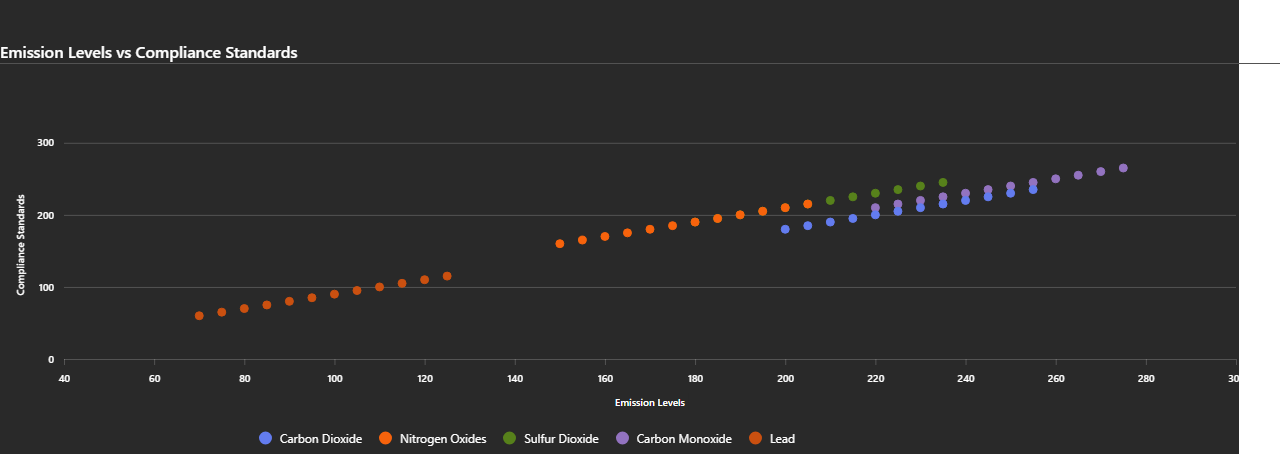 Emission Levels vs Compliance Standards
300
200
100
0
Compliance Standards
40 60 80 100 120 140 160 180 200 220 240 260 280 30
Emission Levels
Carbon Dioxide Nitrogen Oxides Sulfur Dioxide Carbon Monoxide Lead